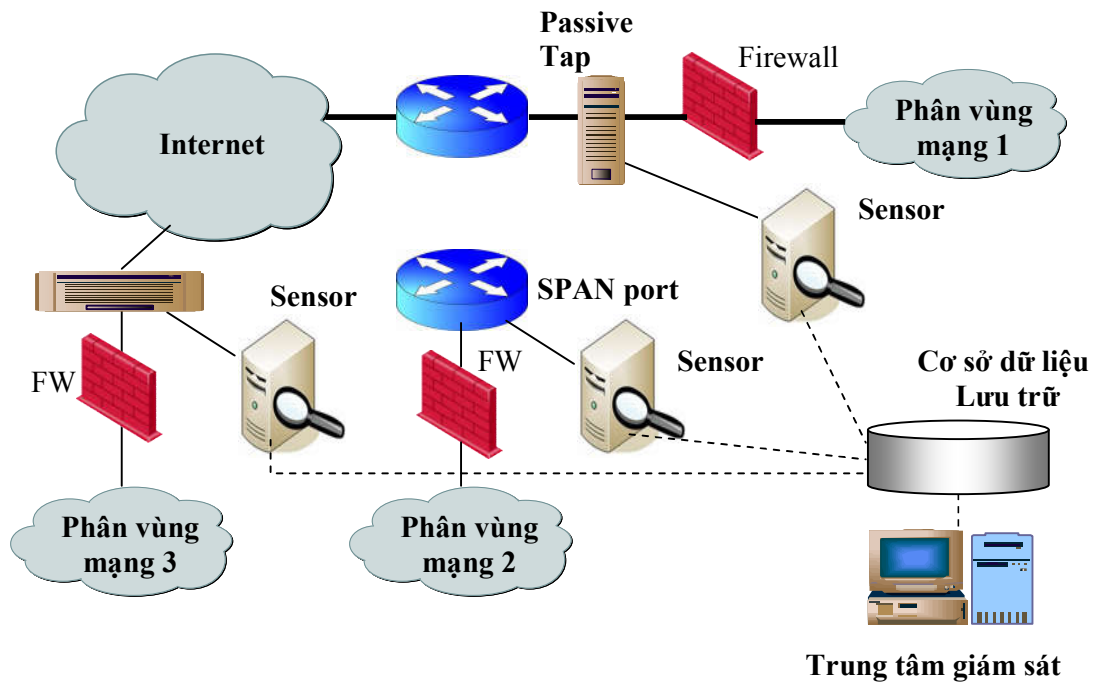 Passive
Tap
Firewall
Internet
Phân vùng
mạng 1
Sensor
Sensor
SPAN port
FW
FW
Sensor
Cơ sở dữ liệu
Lưu trữ
Phân vùng
mạng 3
Phân vùng
mạng 2
Trung tâm giám sát